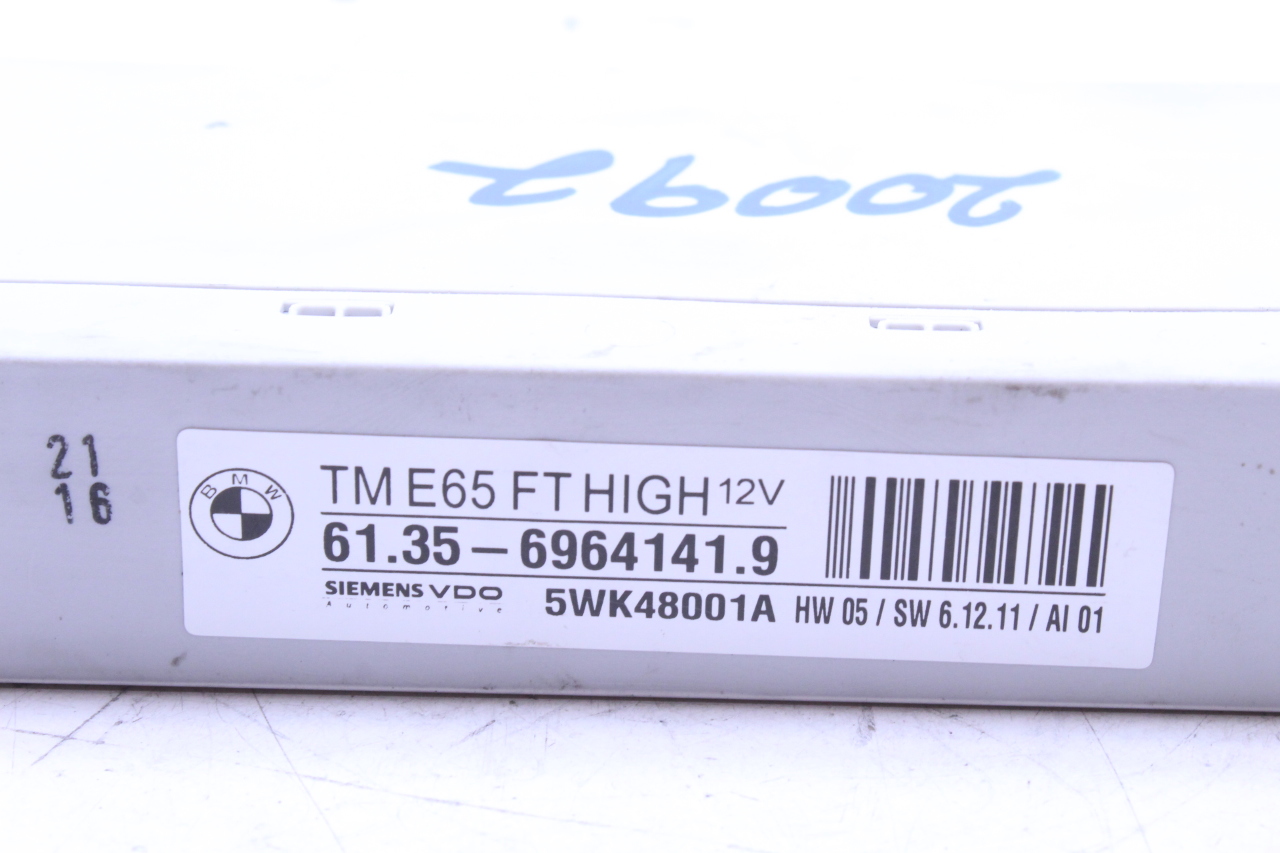 21
16
BMW
TM E65 FT HIGH 12V
61.35 – 6964141.9
SIEMENS VDO
Automotive
5WK48001A HW 05 / SW 6.12.11 / AI 01